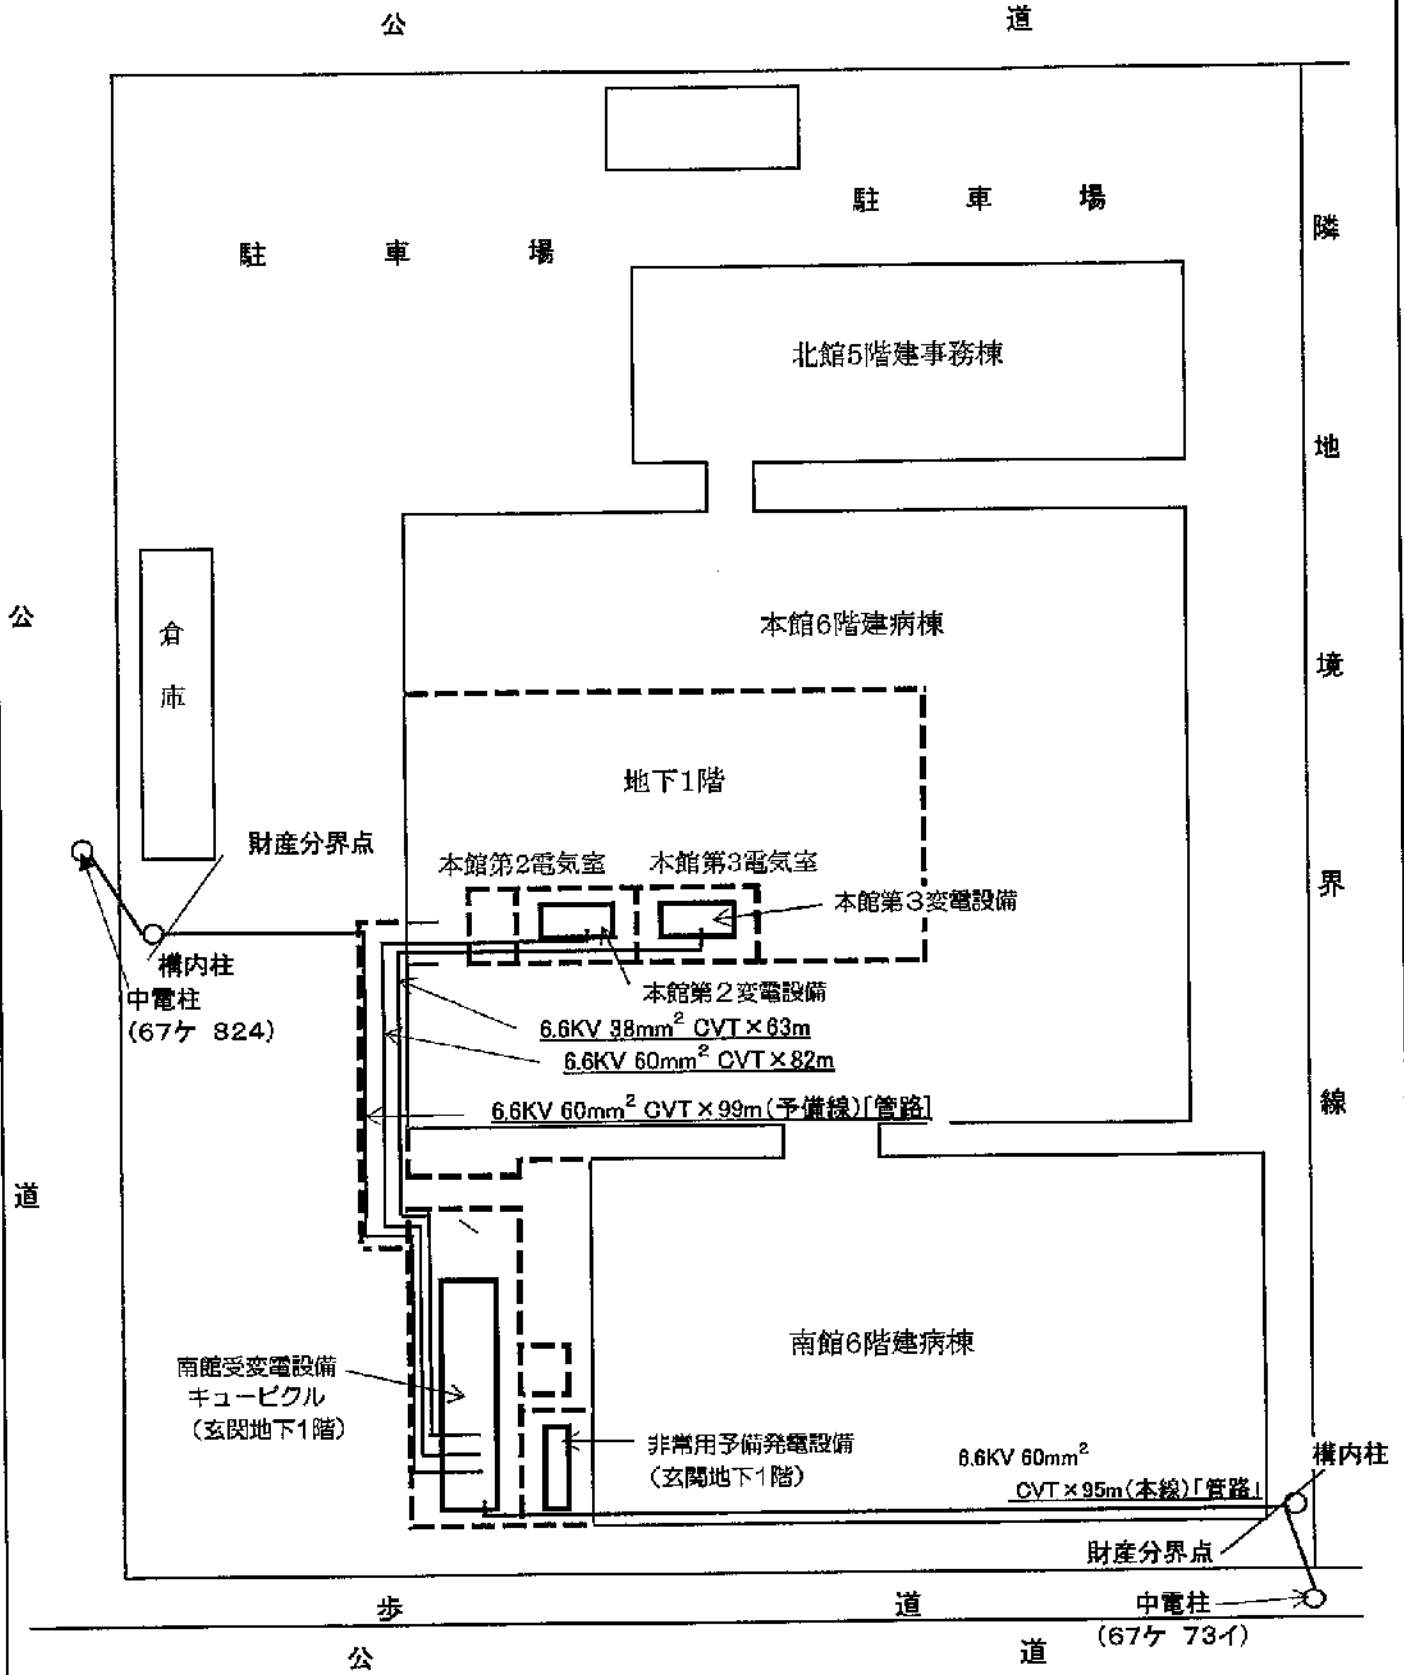 公　道
駐　車　場
駐　車　場
隣地境界線
北館5階建事務棟
公　道
倉庫
本館6階建病棟
地下1階
財産分界点
本館第2電気室
本館第3電気室
本館第3変電設備
構内柱
中電柱
(67ケ 824)
本館第2変電設備
6.6KV 38mm² CVT×63m
6.6KV 60mm² CVT×82m
6.6KV 60mm² CVT×99m(予備線)「管路」
南館6階建病棟
南館受変電設備
キュービクル
(玄関地下1階)
非常用予備発電設備
(玄関地下1階)
6.6KV 60mm²
CVT×95m(本線)「管路」
構内柱
財産分界点
中電柱
(67ケ 73イ)
歩　道
公　道